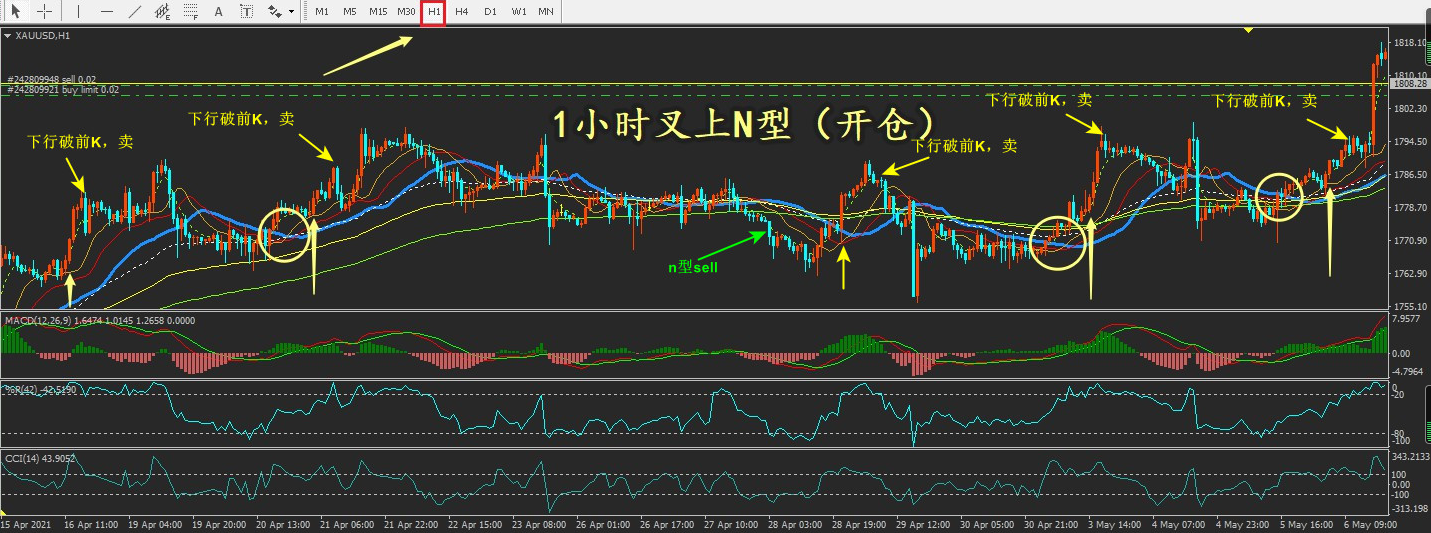 A T M1 M5 M15 M30 H1 H4 D1 W1 MN
XAUUSD,H1
1818.10
1810.10
#242809948 sell 0.02
1808.28
#242809921 buy limit 0.02
1802.30
1小时叉上N型（开仓）
下行破前K，卖
下行破前K，卖
下行破前K，卖
下行破前K，卖
下行破前K，卖
下行破前K，卖
1794.50
1786.50
1778.70
1770.90
1762.90
1755.10
n型sell
MACD(12,26,9) 1.6474 1.0145 1.2658 0.0000
7.9577
0.00
-4.7964
%R(42) -42.5190
0
-20
-80
-100
CCI(14) 43.9052
343.2133
100
0.00
-100
-313.198
15 Apr 2021 16 Apr 11:00 19 Apr 04:00 19 Apr 20:00 20 Apr 13:00 21 Apr 06:00 21 Apr 22:00 22 Apr 15:00 23 Apr 08:00 26 Apr 01:00 26 Apr 17:00 27 Apr 10:00 28 Apr 03:00 28 Apr 19:00 29 Apr 12:00 30 Apr 05:00 30 Apr 21:00 3 May 14:00 4 May 07:00 4 May 23:00 5 May 16:00 6 May 09:00